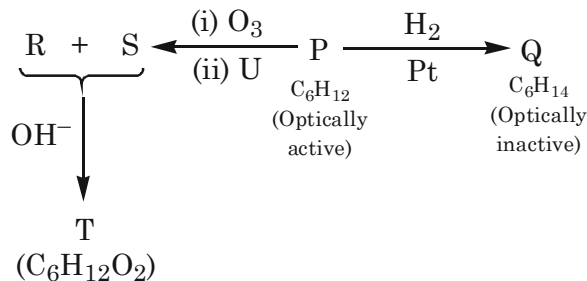 R + S
(i) O₃
(ii) U
P
C₆H₁₂
(Optically
active)
H₂
Pt
Q
C₆H₁₄
(Optically
inactive)
OH⁻
T
(C₆H₁₂O₂)